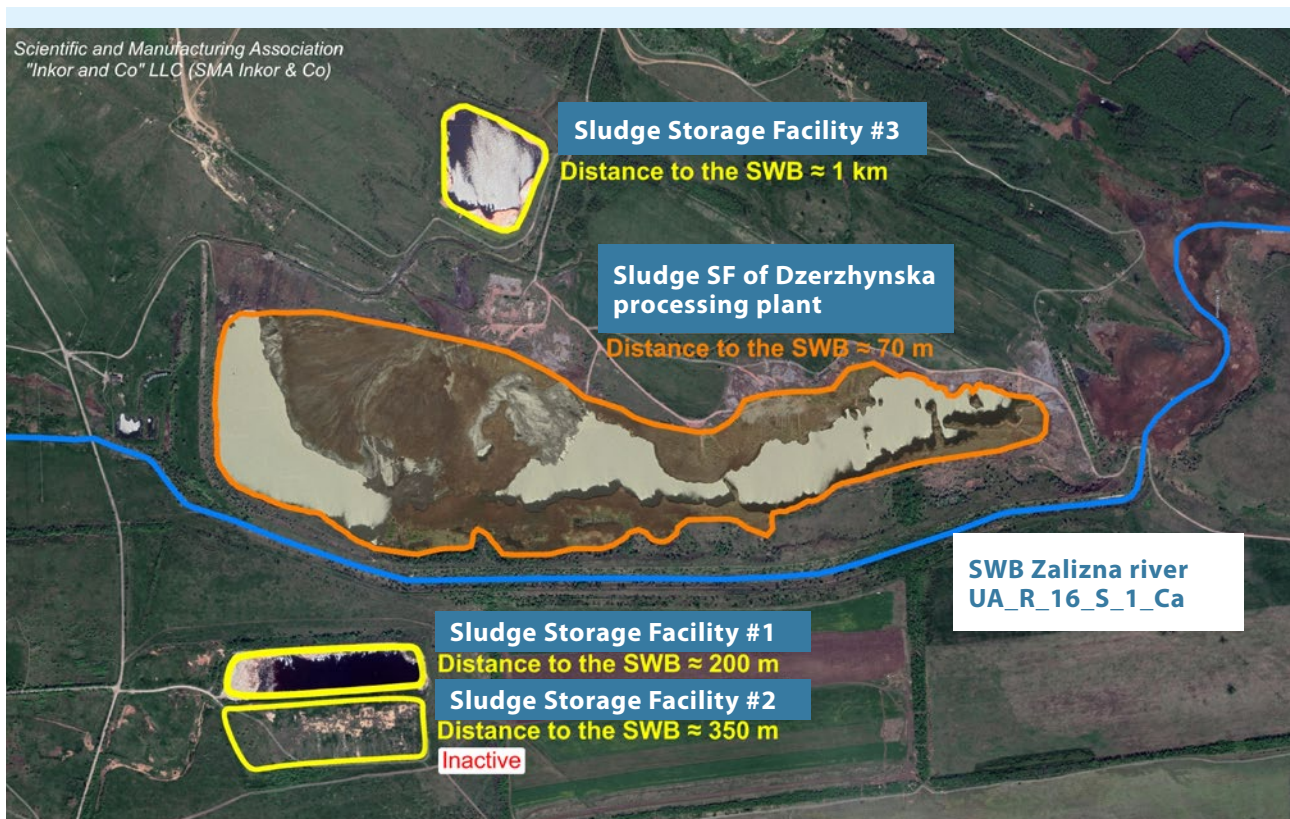 Scientific and Manufacturing Association
"Inkor and Co" LLC (SMA Inkor & Co)
Sludge Storage Facility #3
Distance to the SWB ≈ 1 km
Sludge SF of Dzerzhynska
processing plant
Distance to the SWB ≈ 70 m
SWB Zalizna river
UA_R_16_S_1_Ca
Sludge Storage Facility #1
Distance to the SWB ≈ 200 m
Sludge Storage Facility #2
Distance to the SWB ≈ 350 m
Inactive